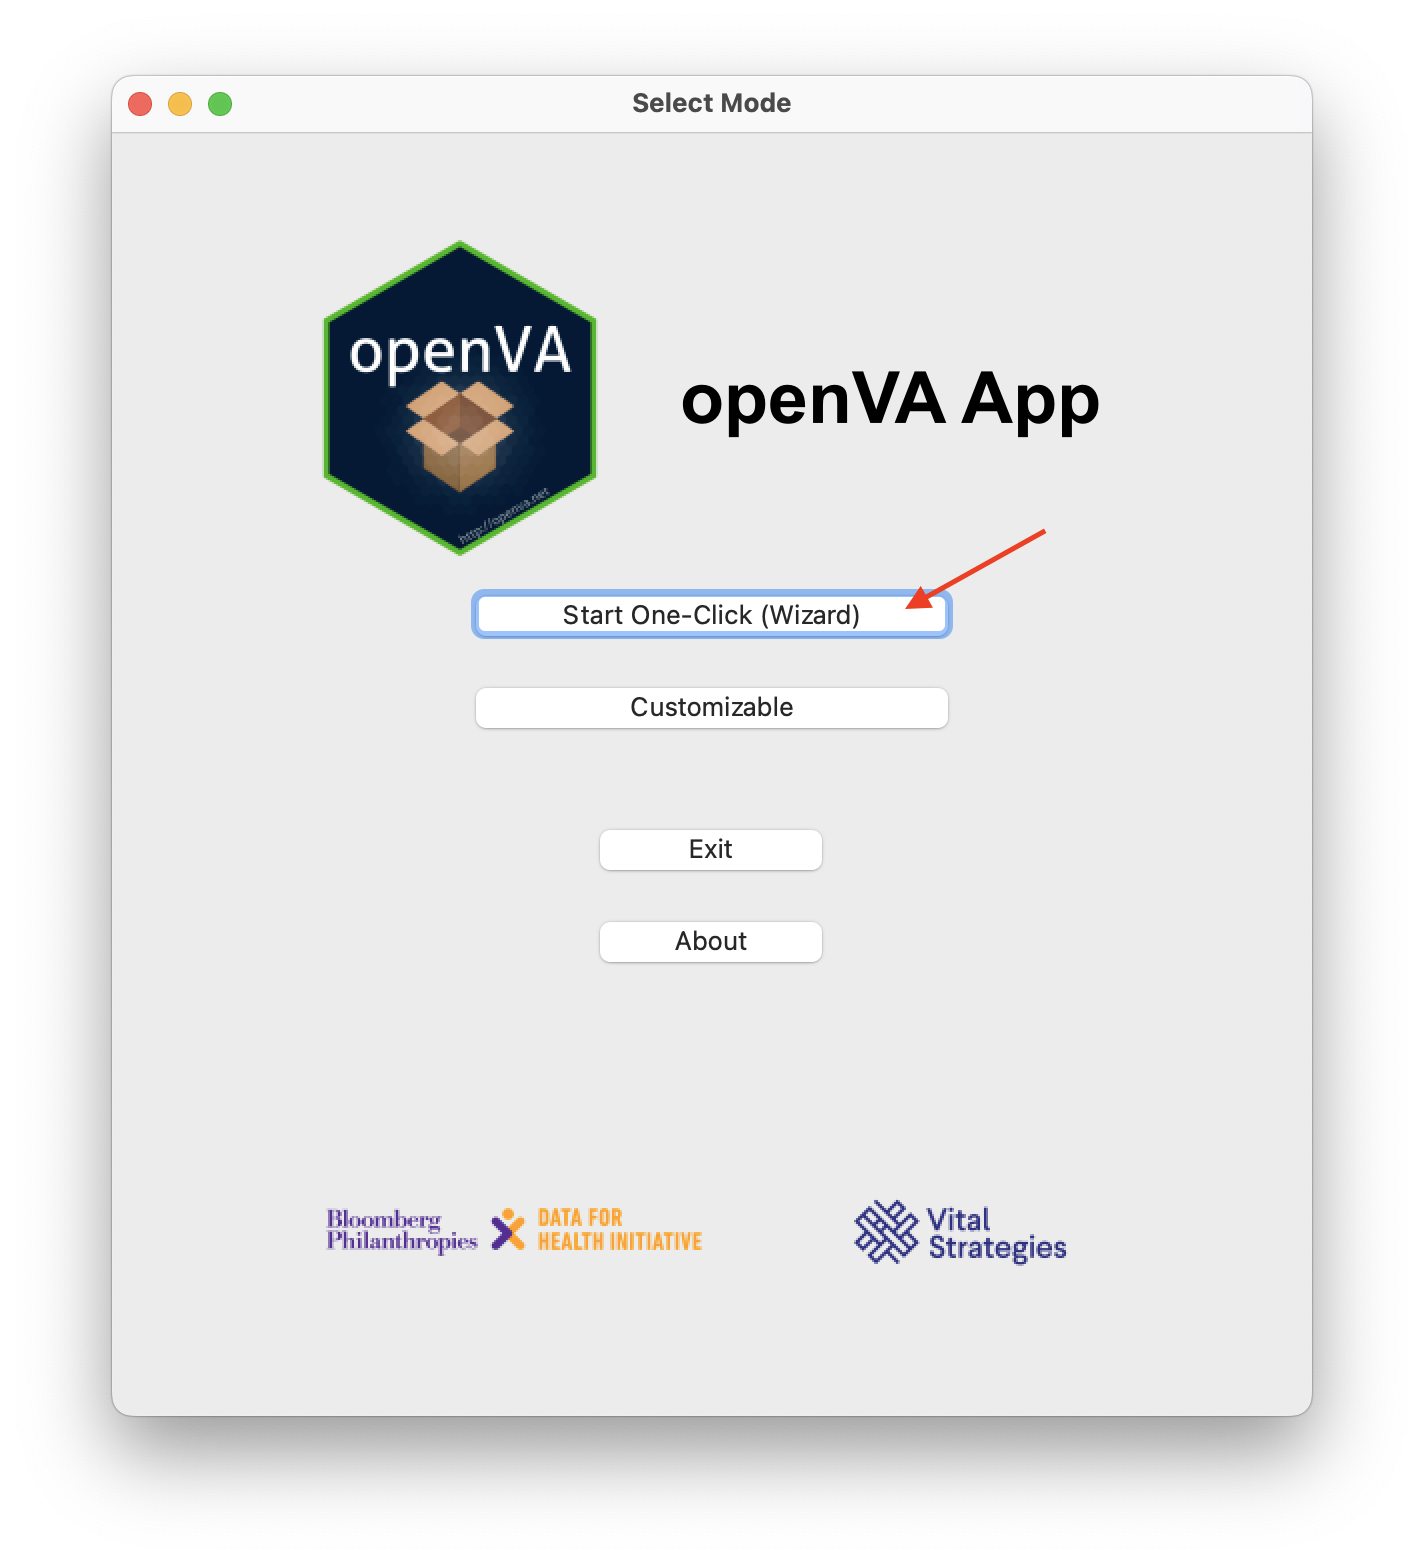 Select Mode
openVA
http://openva.net
openVA App
Start One-Click (Wizard)
Customizable
Exit
About
Bloomberg
Philanthropies
DATA FOR
HEALTH INITIATIVE
Vital
Strategies